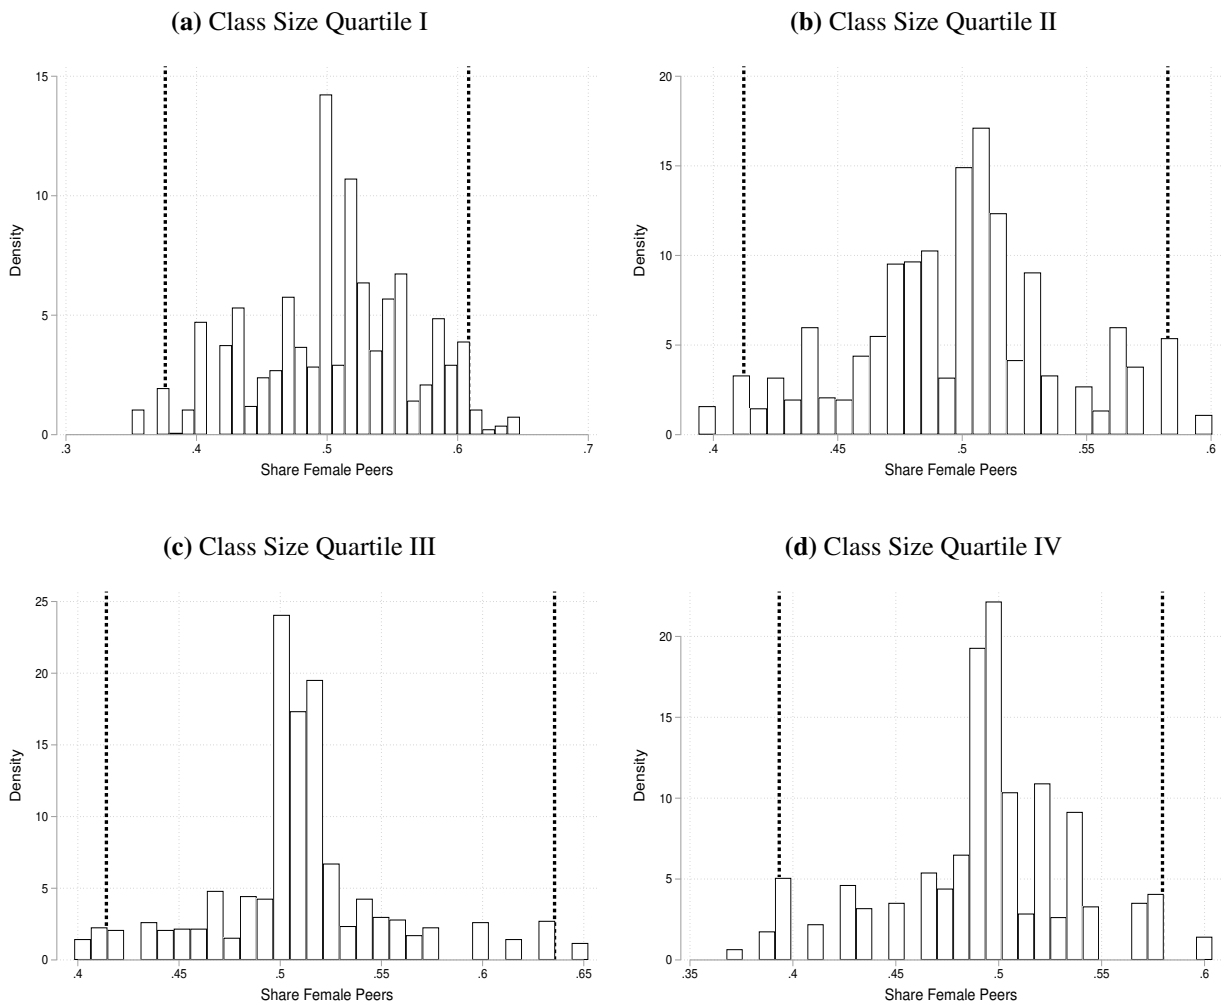 (a) Class Size Quartile I
15
10
5
0
Density
.3 .4 .5 .6 .7
Share Female Peers
(b) Class Size Quartile II
20
15
10
5
0
Density
.4 .45 .5 .55 .6
Share Female Peers
(c) Class Size Quartile III
25
20
15
10
5
0
Density
.4 .45 .5 .55 .6 .65
Share Female Peers
(d) Class Size Quartile IV
20
15
10
5
0
Density
.35 .4 .45 .5 .55 .6
Share Female Peers